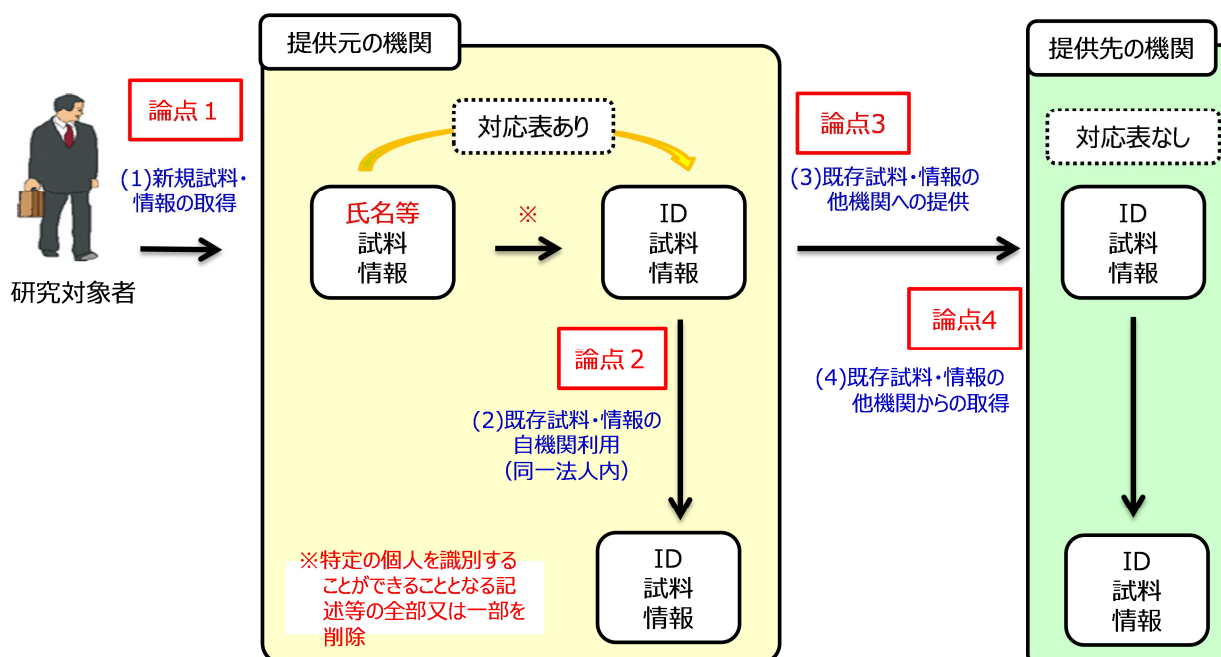 提供元の機関
提供先の機関
論点１
対応表あり
論点3
対応表なし
(1)新規試料・
情報の取得
(3)既存試料・情報の
他機関への提供
氏名等
試料
情報
※
ID
試料
情報
ID
試料
情報
研究対象者
論点２
論点4
(2)既存試料・情報の
自機関利用
(同一法人内)
(4)既存試料・情報の
他機関からの取得
※特定の個人を識別する
ことができることとなる記
述等の全部又は一部を
削除
ID
試料
情報
ID
試料
情報